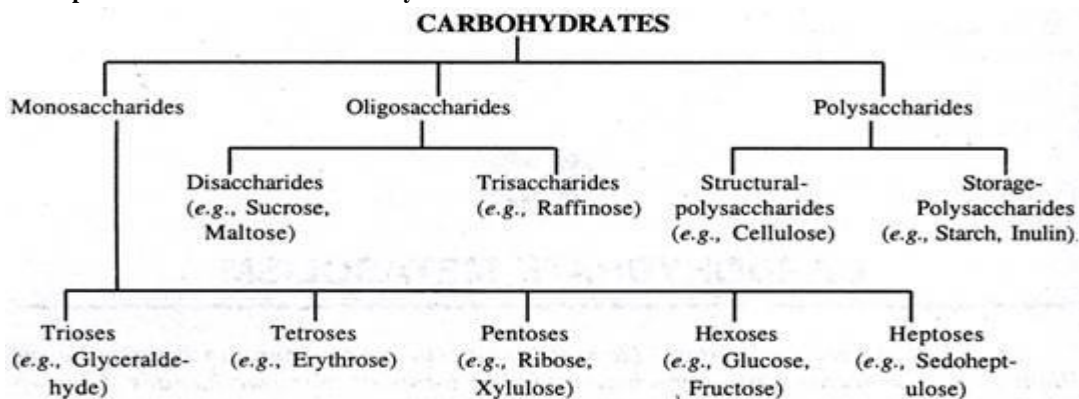 CARBOHYDRATES
Monosaccharides
Oligosaccharides
Polysaccharides
Disaccharides
(e.g., Sucrose,
Maltose)
Trisaccharides
(e.g., Raffinose)
Structural-
polysaccharides
(e.g., Cellulose)
Storage-
Polysaccharides
(e.g., Starch, Inulin).
Trioses
(e.g., Glyceralde-
hyde)
Tetroses
(e.g., Erythrose)
Pentoses
(e.g., Ribose,
Xylulose)
Hexoses
(e.g., Glucose,
Fructose)
Heptoses
(e.g., Sedohept-
ulose)